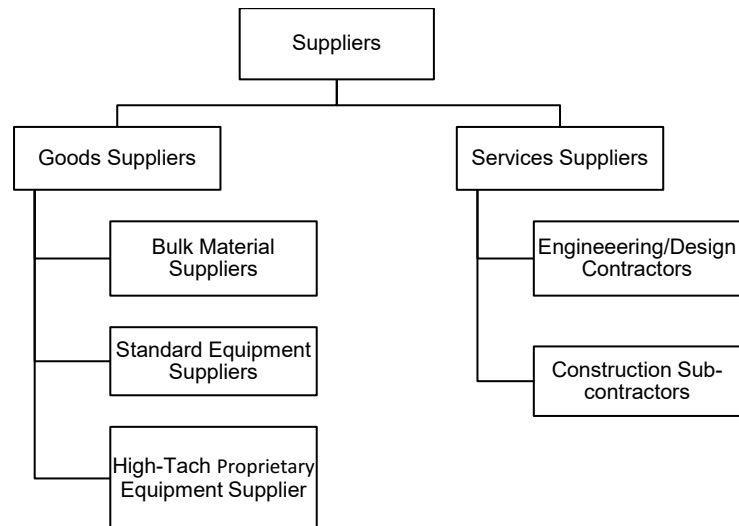 Suppliers
Goods Suppliers
Services Suppliers
Bulk Material
Suppliers
Engineeering/Design
Contractors
Standard Equipment
Suppliers
Construction Sub-
contractors
High-Tach Proprietary
Equipment Supplier